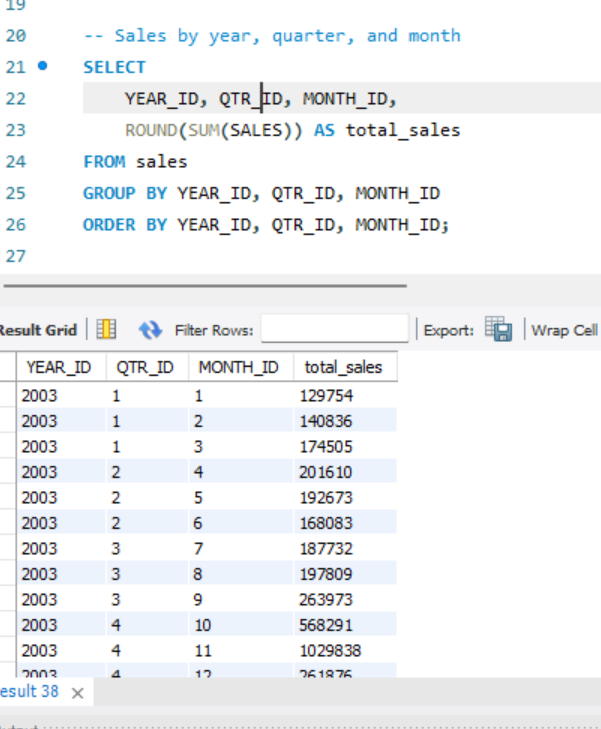 19
20 -- Sales by year, quarter, and month
21 SELECT
22 YEAR_ID, QTR_ID, MONTH_ID,
23 ROUND(SUM(SALES)) AS total_sales
24 FROM sales
25 GROUP BY YEAR_ID, QTR_ID, MONTH_ID
26 ORDER BY YEAR_ID, QTR_ID, MONTH_ID;
27
Result Grid Filter Rows: Export: Wrap Cell
YEAR_ID QTR_ID MONTH_ID total_sales
2003 1 1 129754
2003 1 2 140836
2003 1 3 174505
2003 2 4 201610
2003 2 5 192673
2003 2 6 168083
2003 3 7 187732
2003 3 8 197809
2003 3 9 263973
2003 4 10 568291
2003 4 11 1029838
2003 4 12 261876
esult 38